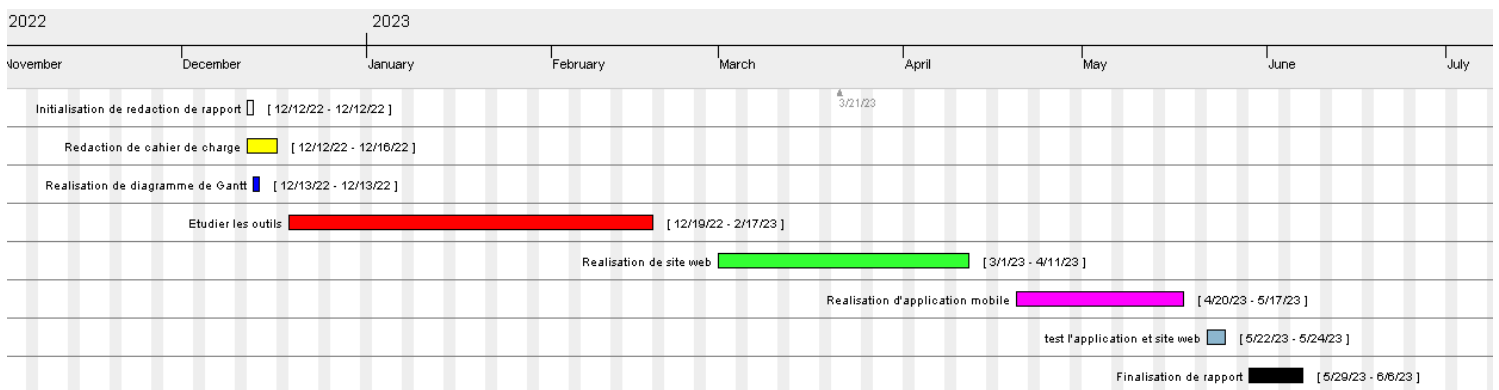 2022 2023
November December January February March April May June July
3/21/23
Initialisation de redaction de rapport [ 12/12/22 - 12/12/22 ]
Redaction de cahier de charge [ 12/12/22 - 12/16/22 ]
Realisation de diagramme de Gantt [ 12/13/22 - 12/13/22 ]
Etudier les outils [ 12/19/22 - 2/17/23 ]
Realisation de site web [ 3/1/23 - 4/11/23 ]
Realisation d'application mobile [ 4/20/23 - 5/17/23 ]
test l'application et site web [ 5/22/23 - 5/24/23 ]
Finalisation de rapport [ 5/29/23 - 6/6/23 ]